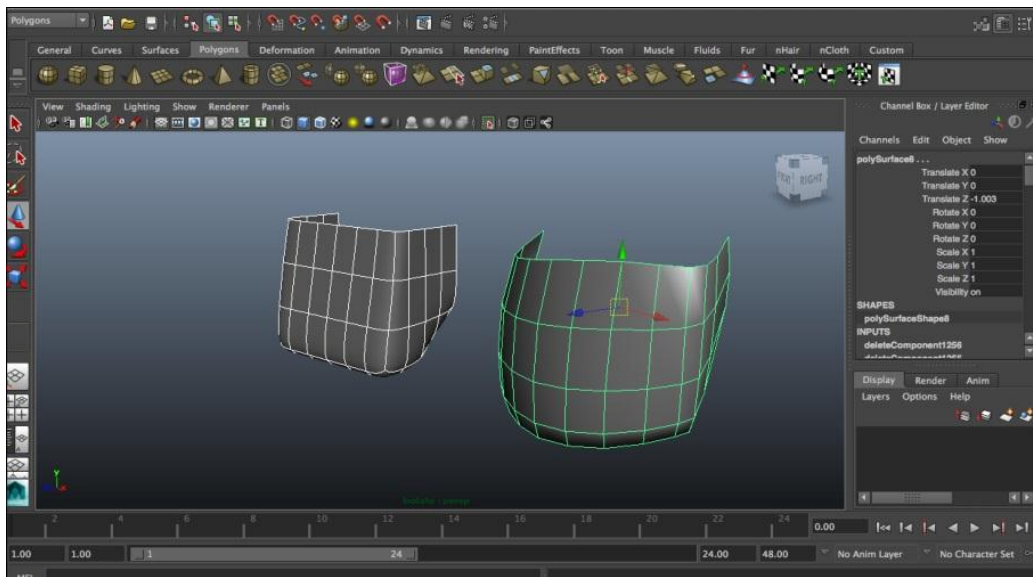 Polygons
General Curves Surfaces Polygons Deformation Animation Dynamics Rendering PaintEffects Toon Muscle Fluids Fur nHair nCloth Custom
View Shading Lighting Show Renderer Panels
RIGHT
Channel Box / Layer Editor
Channels Edit Object Show
polySurface8 . . .
Translate X 0
Translate Y 0
Translate Z -1.003
Rotate X 0
Rotate Y 0
Rotate Z 0
Scale X 1
Scale Y 1
Scale Z 1
Visibility on
SHAPES
polySurfaceShape8
INPUTS
deleteComponent1256
Display Render Anim
Layers Options Help
Y
2 4 6 8 10 12 14 16 18 20 22 24 0.00
1.00 1.00 1 24 24.00 48.00 No Anim Layer No Character Set